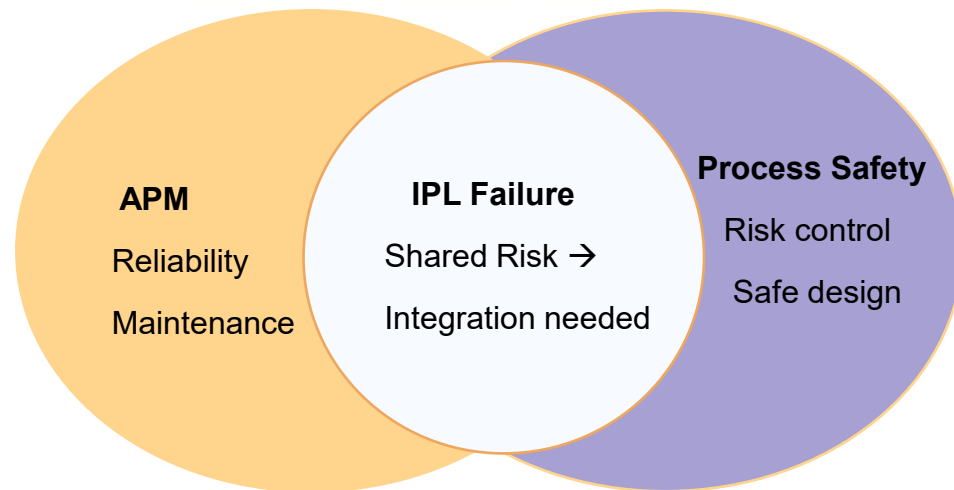 APM
Reliability
Maintenance
IPL Failure
Shared Risk →
Integration needed
Process Safety
Risk control
Safe design